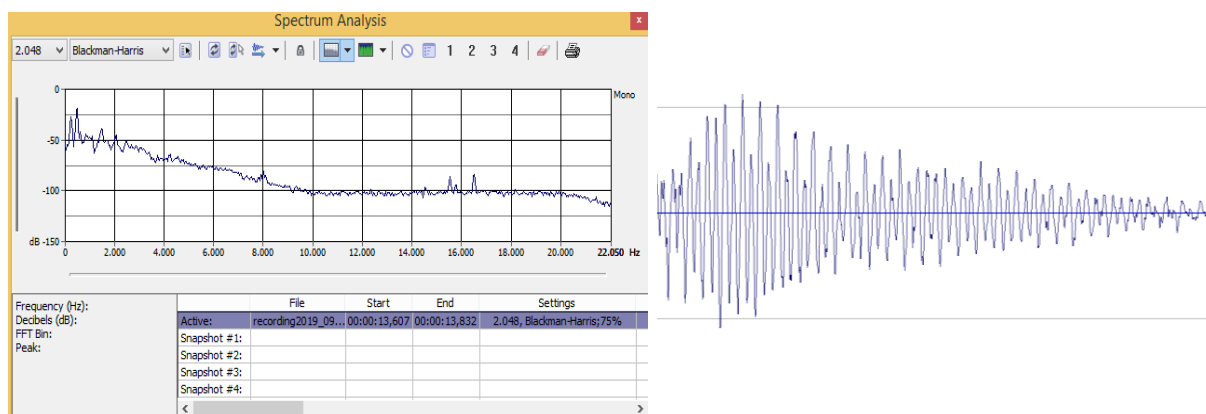 Spectrum Analysis x
2.048 Blackman-Harris 1 2 3 4
0 Mono
-50
-100
dB -150
0 2.000 4.000 6.000 8.000 10.000 12.000 14.000 16.000 18.000 20.000 22.050 Hz
Frequency (Hz):
Decibels (dB):
FFT Bin:
Peak:
File Start End Settings
Active: recording2019_09... 00:00:13,607 00:00:13,832 2.048, Blackman-Harris;75%
Snapshot #1:
Snapshot #2:
Snapshot #3:
Snapshot #4: